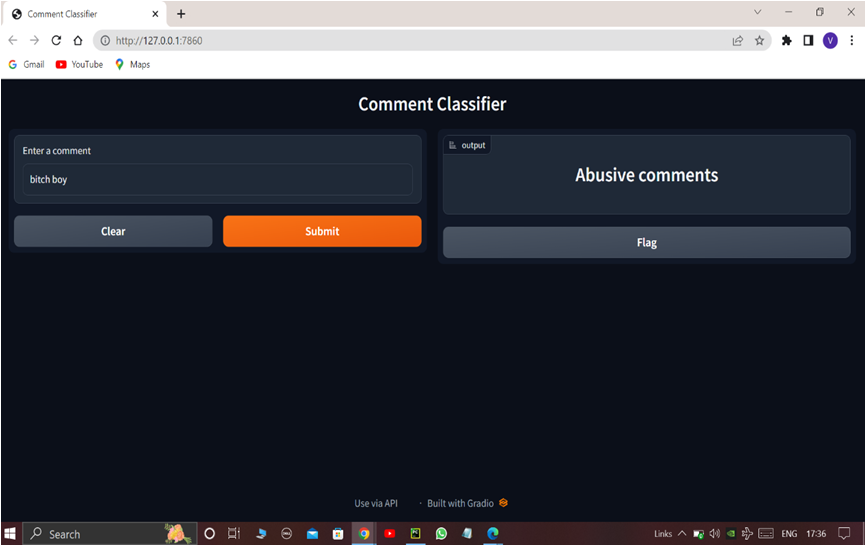 Comment Classifier
http://127.0.0.1:7860
V
Gmail
YouTube
Maps
Comment Classifier
Enter a comment
bitch boy
Clear
Submit
output
Abusive comments
Flag
Use via API · Built with Gradio
Search
Links
ENG
17:36